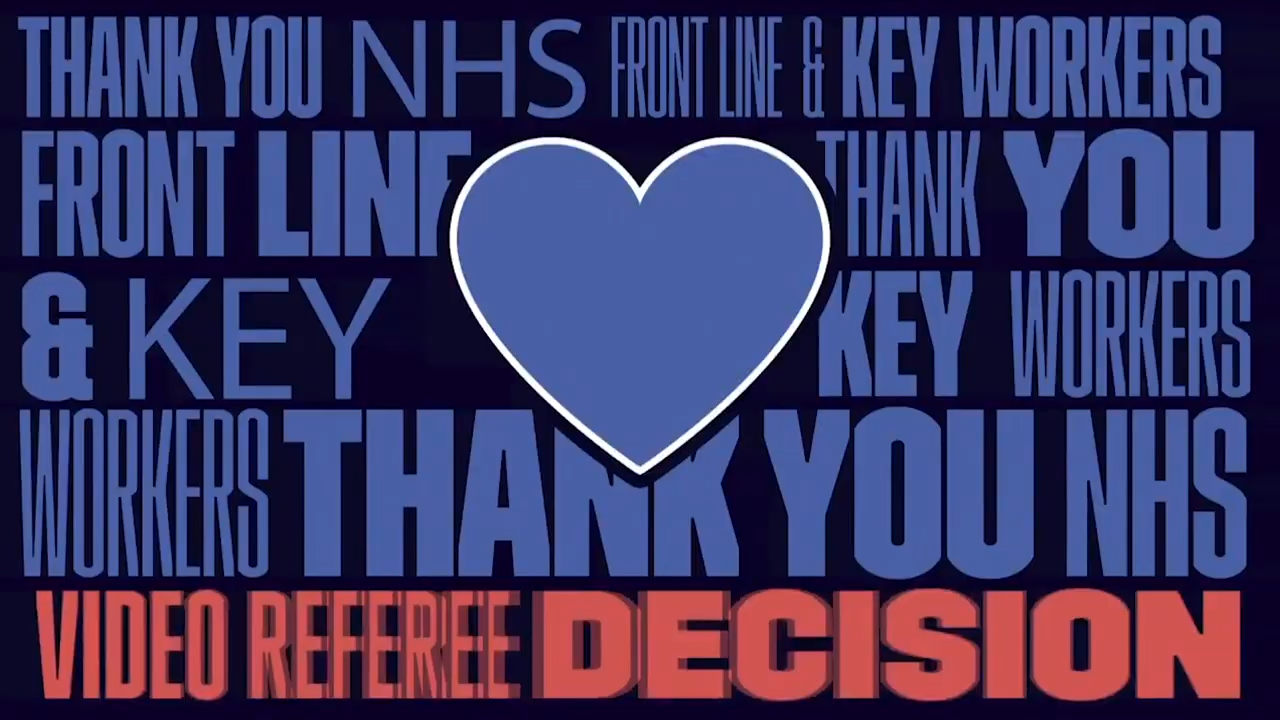 THANK YOU NHS FRONT LINE & KEY WORKERS
FRONT LINE THANK YOU
& KEY KEY WORKERS
WORKERS THANK YOU NHS
VIDEO REFEREE DECISION